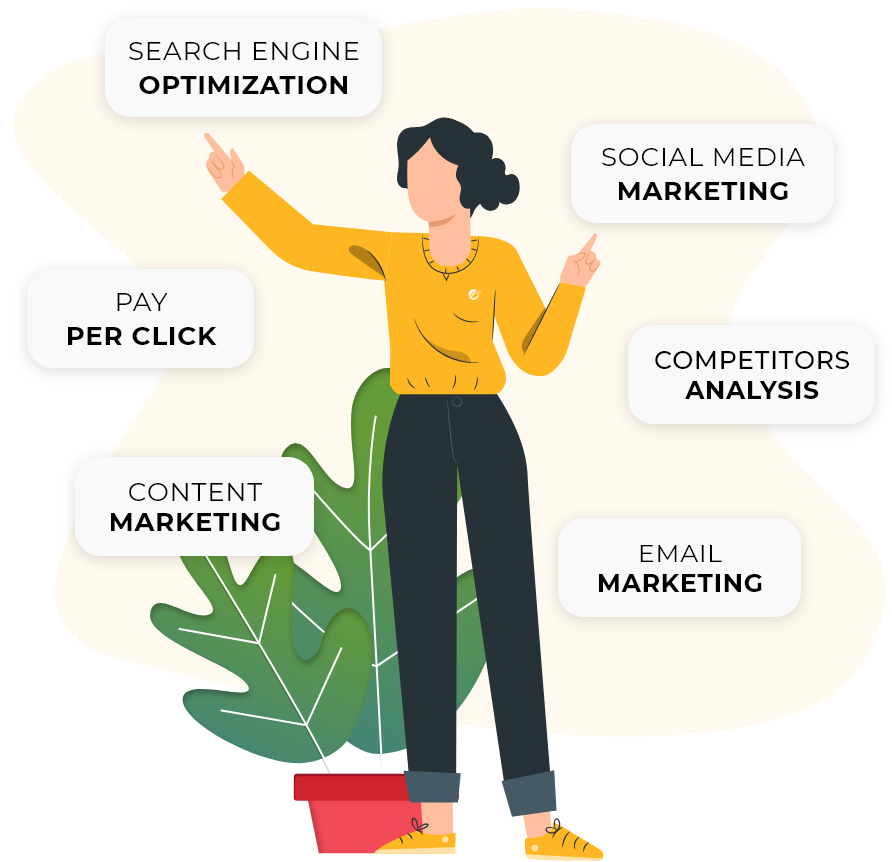 SEARCH ENGINE
OPTIMIZATION
SOCIAL MEDIA
MARKETING
PAY
PER CLICK
COMPETITORS
ANALYSIS
CONTENT
MARKETING
EMAIL
MARKETING